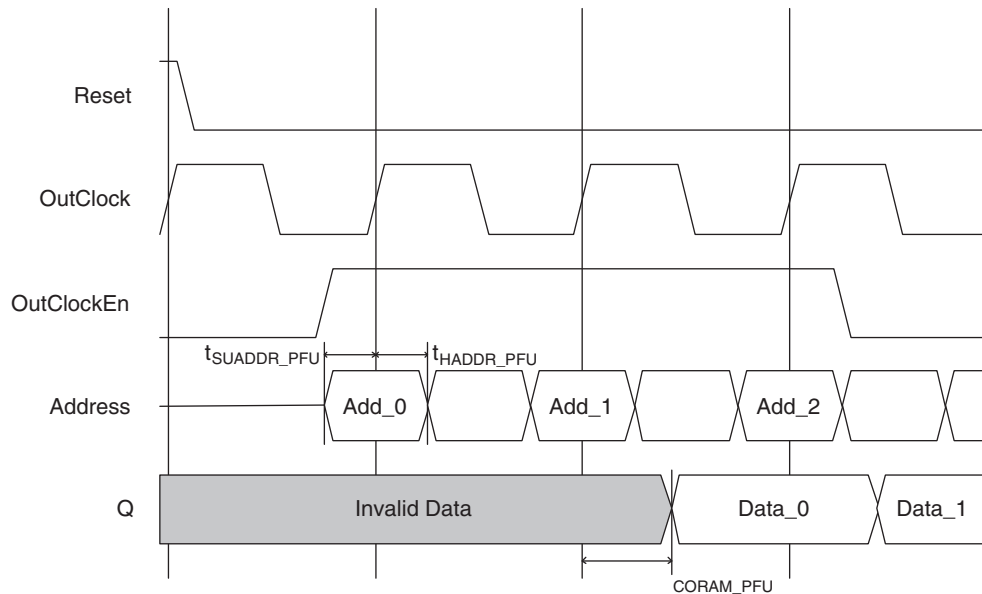 Reset
OutClock
OutClockEn
tSUADDR_PFU tHADDR_PFU
Address Add_0 Add_1 Add_2
Q Invalid Data Data_0 Data_1
CORAM_PFU